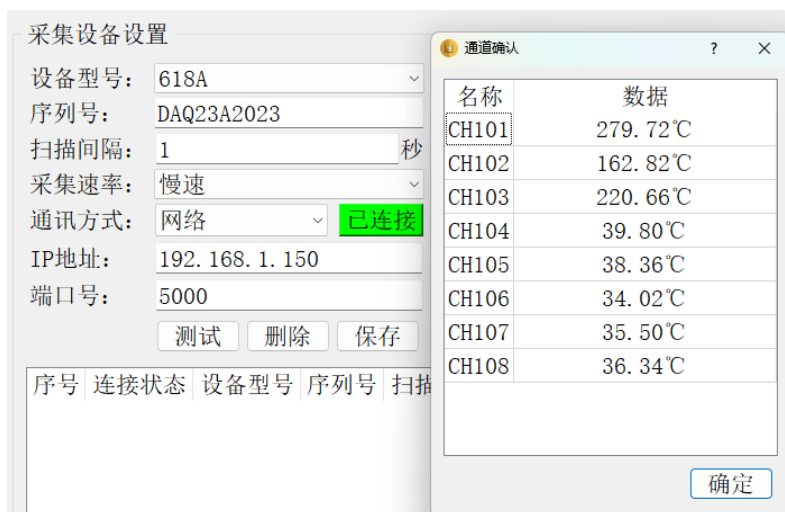 采集设备设置
设备型号： 618A
序列号： DAQ23A2023
扫描间隔： 1 秒
采集速率： 慢速
通讯方式： 网络 已连接
IP地址： 192.168.1.150
端口号： 5000
测试 删除 保存
序号 连接状态 设备型号 序列号 扫描
通道确认 ?
名称 数据
CH101 279.72℃
CH102 162.82℃
CH103 220.66℃
CH104 39.80℃
CH105 38.36℃
CH106 34.02℃
CH107 35.50℃
CH108 36.34℃
确定